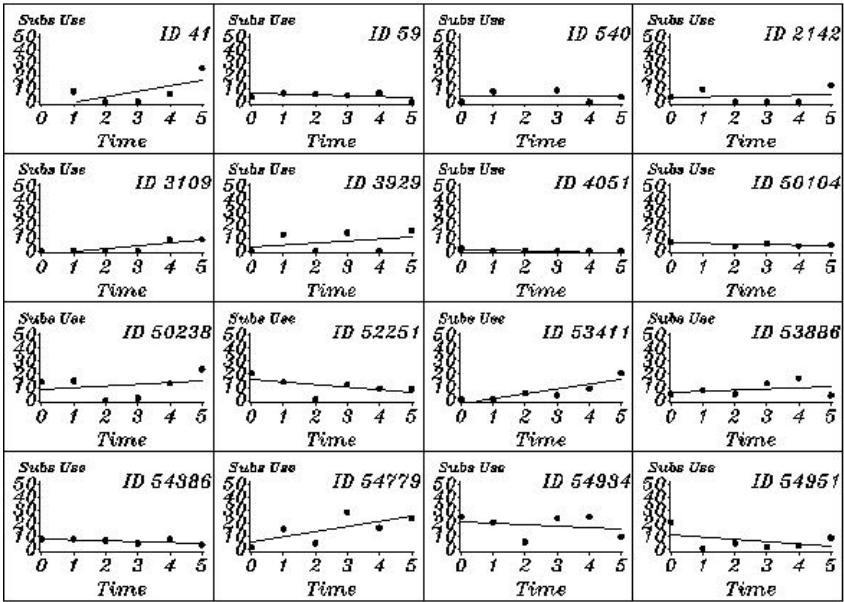 Subs Use
ID 41
50
40
30
20
10
0
0 1 2 3 4 5
Time
Subs Use
ID 59
50
40
30
20
10
0
0 1 2 3 4 5
Time
Subs Use
ID 540
50
40
30
20
10
0
0 1 2 3 4 5
Time
Subs Use
ID 2142
50
40
30
20
10
0
0 1 2 3 4 5
Time
Subs Use
ID 3109
50
40
30
20
10
0
0 1 2 3 4 5
Time
Subs Use
ID 3929
50
40
30
20
10
0
0 1 2 3 4 5
Time
Subs Use
ID 4051
50
40
30
20
10
0
0 1 2 3 4 5
Time
Subs Use
ID 50104
50
40
30
20
10
0
0 1 2 3 4 5
Time
Subs Use
ID 50238
50
40
30
20
10
0
0 1 2 3 4 5
Time
Subs Use
ID 52251
50
40
30
20
10
0
0 1 2 3 4 5
Time
Subs Use
ID 53411
50
40
30
20
10
0
0 1 2 3 4 5
Time
Subs Use
ID 53886
50
40
30
20
10
0
0 1 2 3 4 5
Time
Subs Use
ID 54386
50
40
30
20
10
0
0 1 2 3 4 5
Time
Subs Use
ID 54779
50
40
30
20
10
0
0 1 2 3 4 5
Time
Subs Use
ID 54934
50
40
30
20
10
0
0 1 2 3 4 5
Time
Subs Use
ID 54951
50
40
30
20
10
0
0 1 2 3 4 5
Time